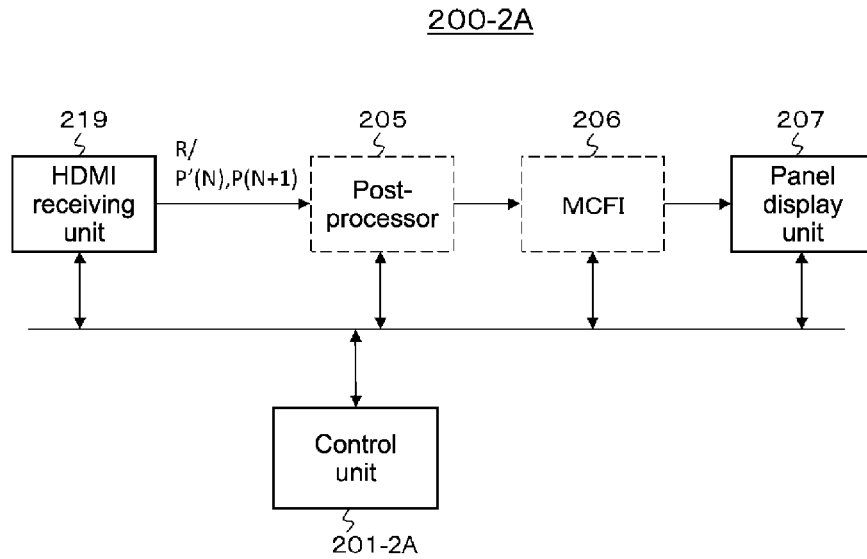 200-2A
219
205
206
207
HDMI
receiving
unit
R/
P'(N),P(N+1)
Post-
processor
MCFI
Panel
display
unit
Control
unit
201-2A